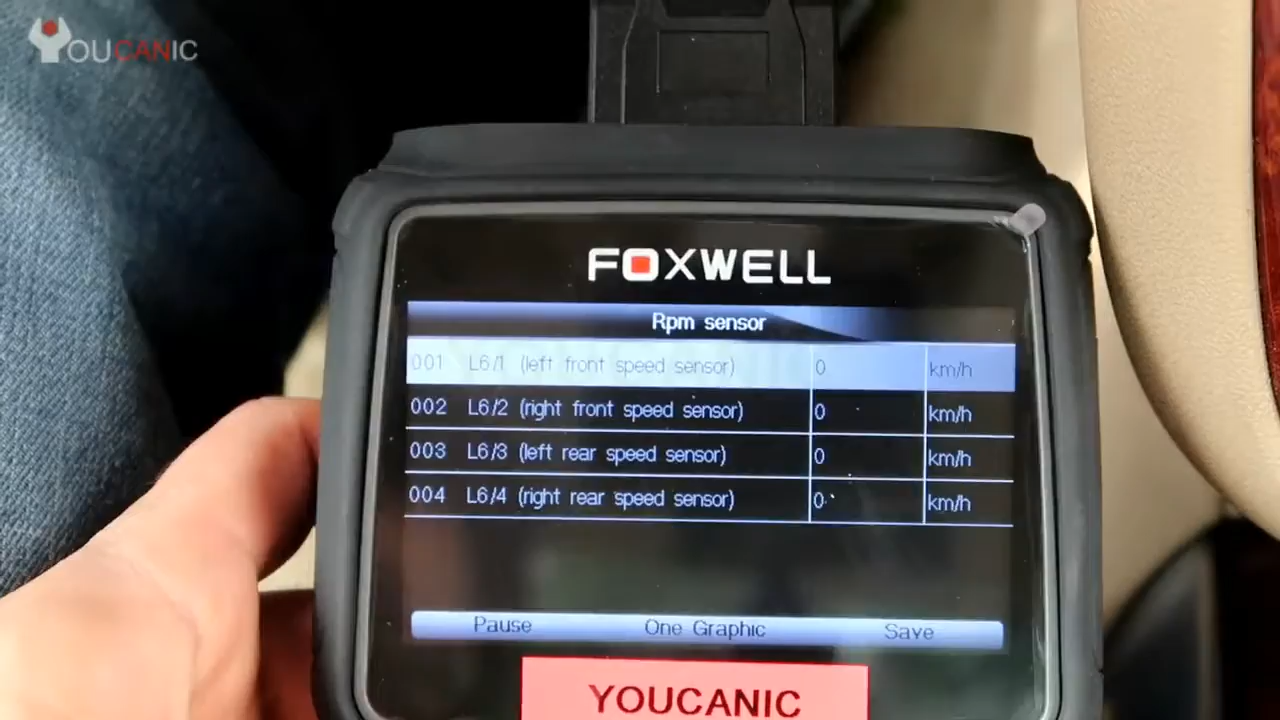 YOUCANIC
FOXWELL
Rpm sensor
001 L6/1 (left front speed sensor) 0 km/h
002 L6/2 (right front speed sensor) 0 km/h
003 L6/3 (left rear speed sensor) 0 km/h
004 L6/4 (right rear speed sensor) 0 km/h
Pause One Graphic Save
YOUCANIC